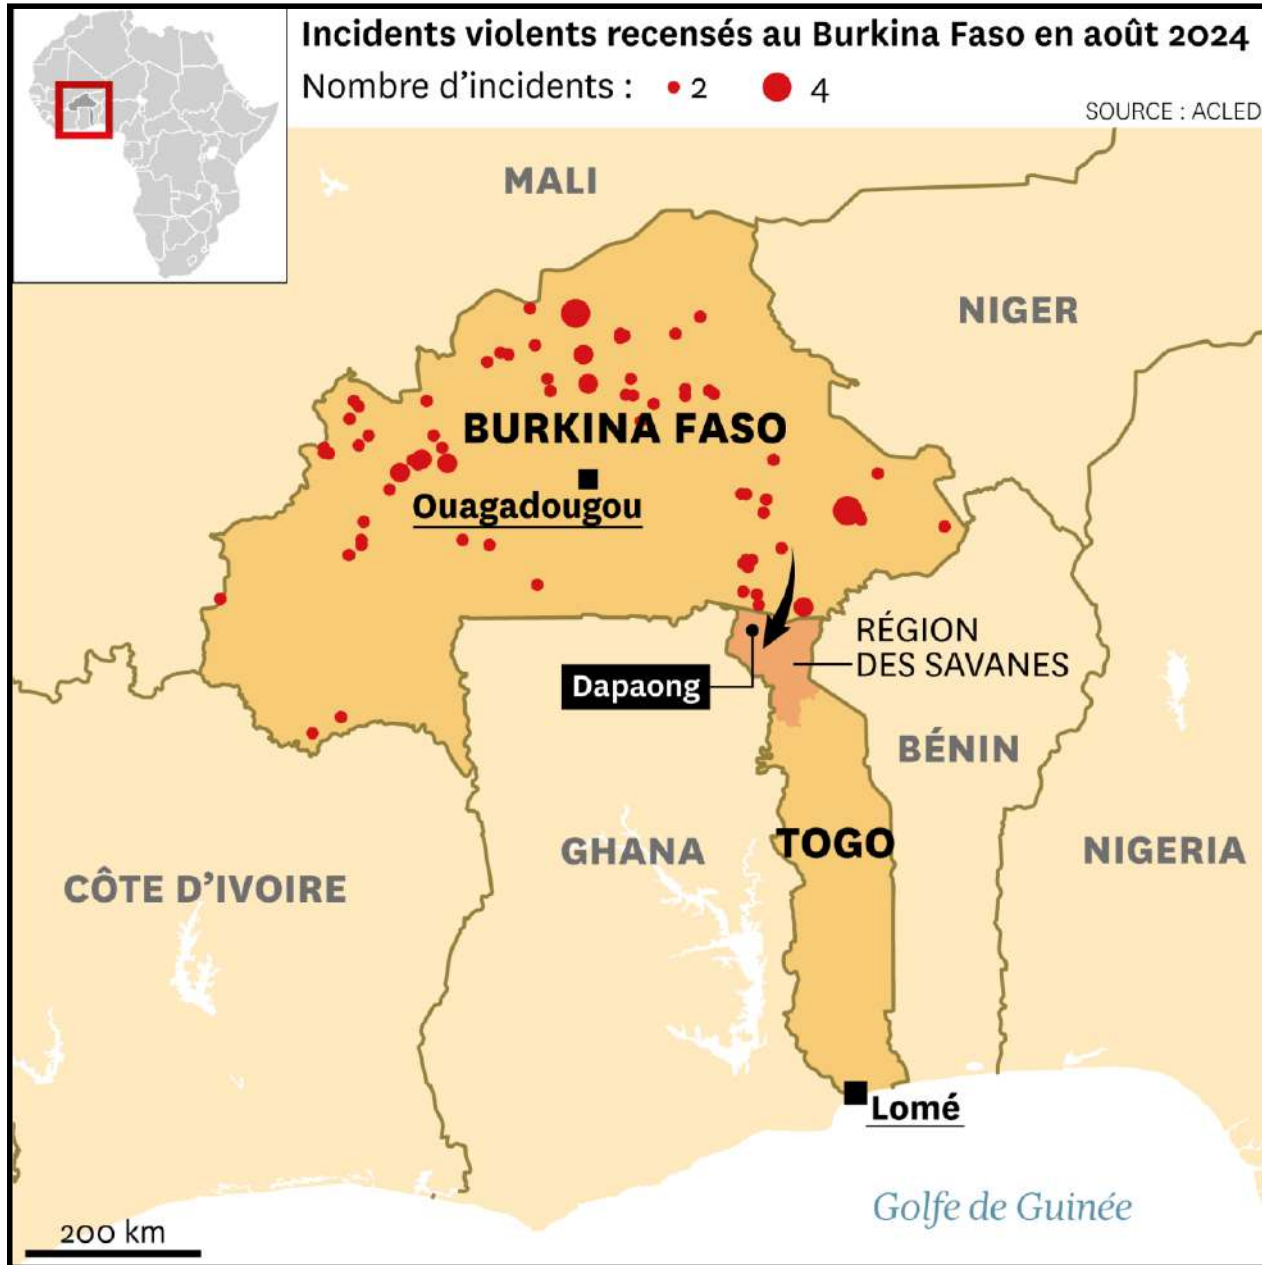 Incidents violents recensés au Burkina Faso en août 2024
Nombre d'incidents : 2 4
SOURCE : ACLED
MALI
NIGER
BURKINA FASO
Ouagadougou
RÉGION
DES SAVANES
Dapaong
BÉNIN
TOGO
GHANA
NIGERIA
CÔTE D'IVOIRE
Lomé
Golfe de Guinée
200 km